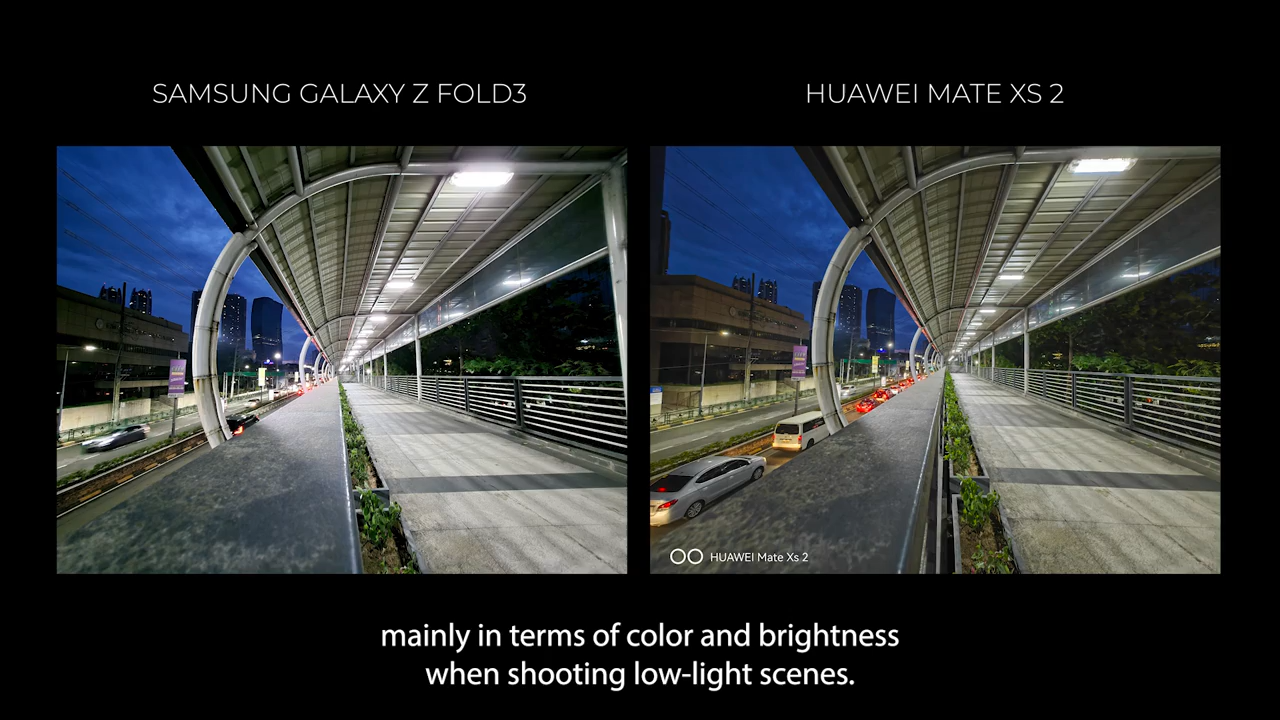 SAMSUNG GALAXY Z FOLD3
HUAWEI MATE XS 2
HUAWEI Mate Xs 2
mainly in terms of color and brightness
when shooting low-light scenes.